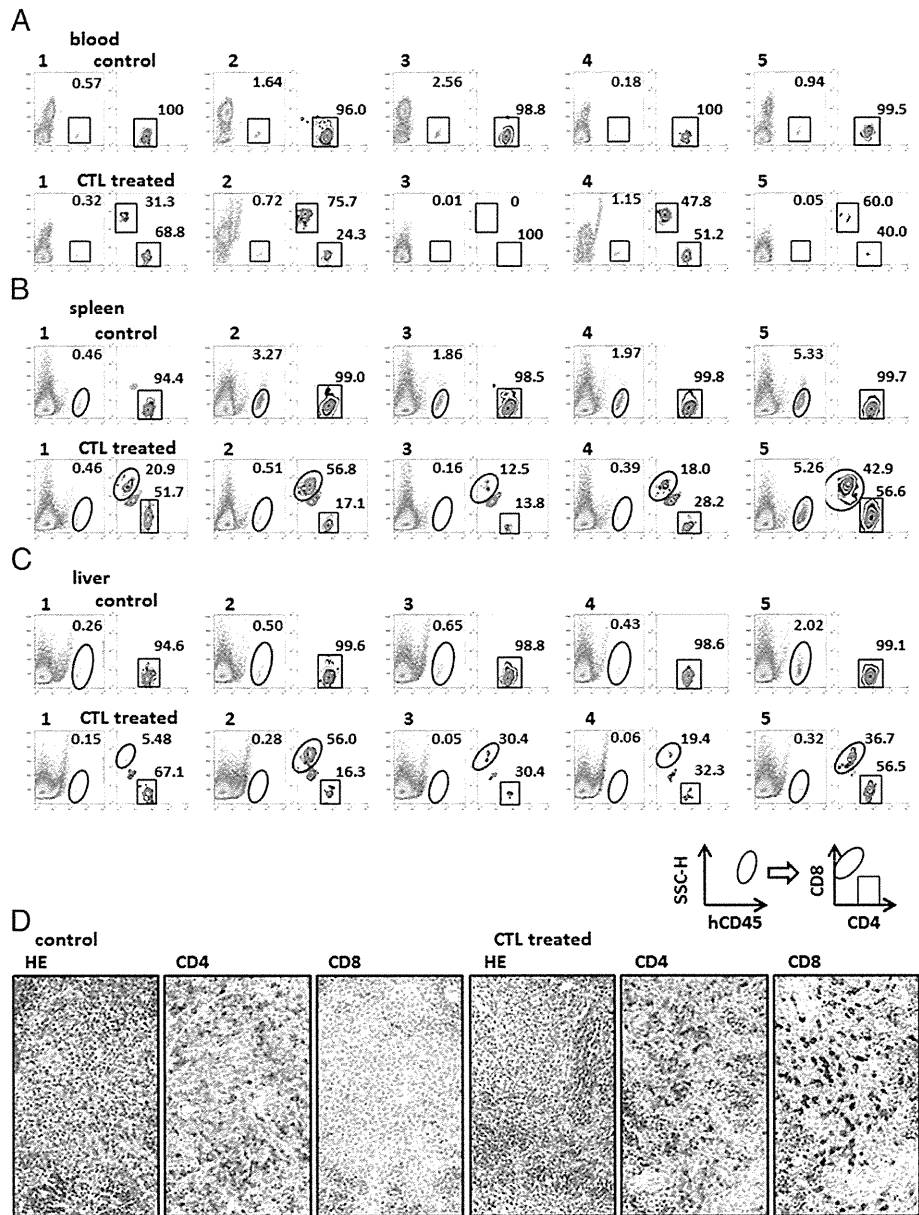 A
blood
1 control 2 3 4 5
0.57 1.64 2.56 0.18 0.94
100 96.0 98.8 100 99.5
1 CTL treated 2 3 4 5
0.32 31.3 0.72 75.7 0.01 0 1.15 47.8 0.05 60.0
68.8 24.3 100 51.2 40.0
B
spleen
1 control 2 3 4 5
0.46 3.27 1.86 1.97 5.33
94.4 99.0 98.5 99.8 99.7
1 CTL treated 2 3 4 5
0.46 20.9 0.51 56.8 0.16 12.5 0.39 18.0 5.26 42.9
51.7 17.1 13.8 28.2 56.6
C
liver
1 control 2 3 4 5
0.26 0.50 0.65 0.43 2.02
94.6 99.6 98.8 98.6 99.1
1 CTL treated 2 3 4 5
0.15 5.48 0.28 56.0 0.05 30.4 0.06 19.4 0.32 36.7
67.1 16.3 30.4 32.3 56.5
SSC-H
hCD45
CD8
CD4
D
control CTL treated
HE CD4 CD8 HE CD4 CD8